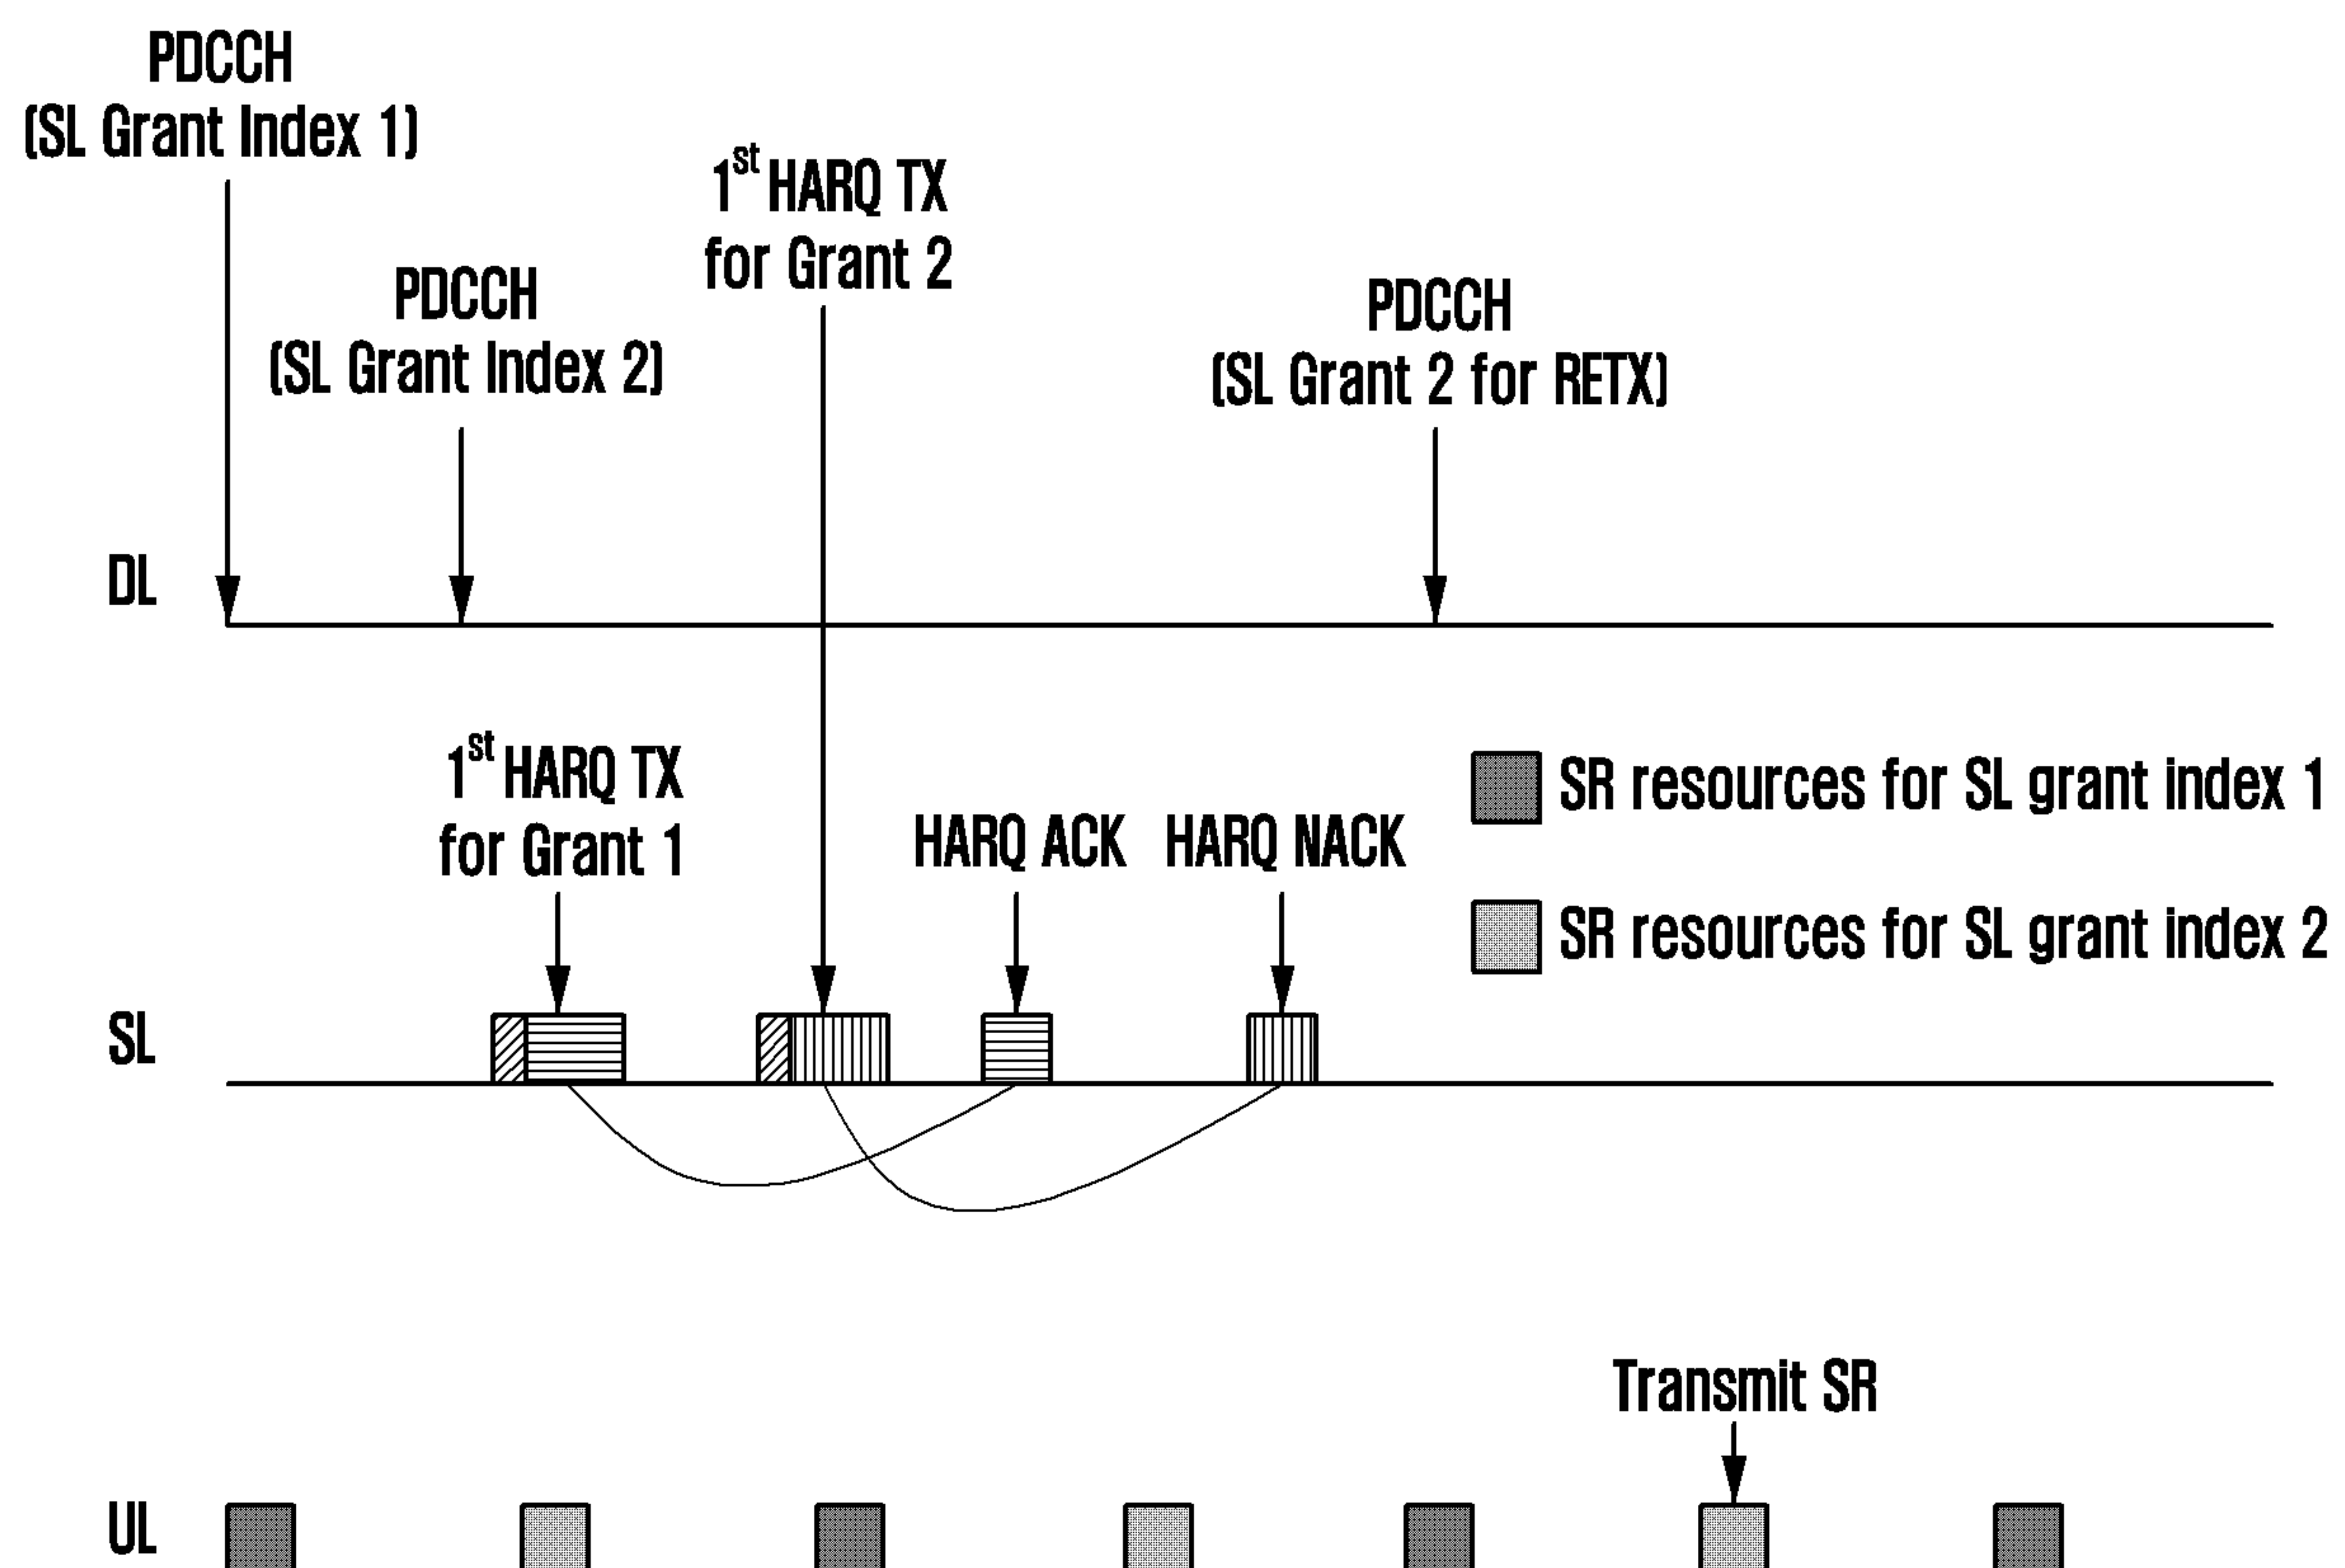 PDCCH
(SL Grant Index 1)
1st HARQ TX
for Grant 2
PDCCH
(SL Grant Index 2)
PDCCH
(SL Grant 2 for RETX)
DL
1st HARQ TX
for Grant 1
HARQ ACK
HARQ NACK
SR resources for SL grant index 1
SR resources for SL grant index 2
SL
Transmit SR
UL